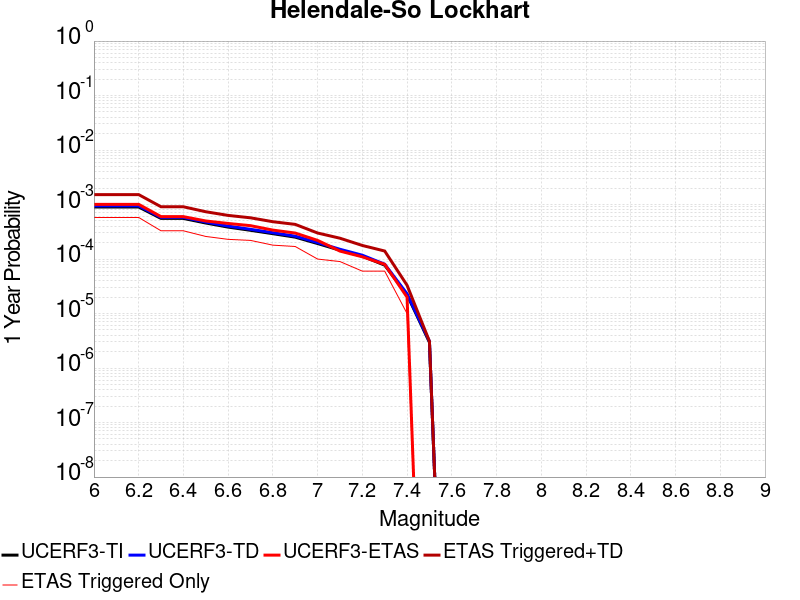 Helendale-So Lockhart
10^0
10^-1
10^-2
10^-3
10^-4
10^-5
10^-6
10^-7
10^-8
1 Year Probability
6 6.2 6.4 6.6 6.8 7 7.2 7.4 7.6 7.8 8 8.2 8.4 8.6 8.8 9
Magnitude
UCERF3-TI UCERF3-TD UCERF3-ETAS ETAS Triggered+TD
ETAS Triggered Only